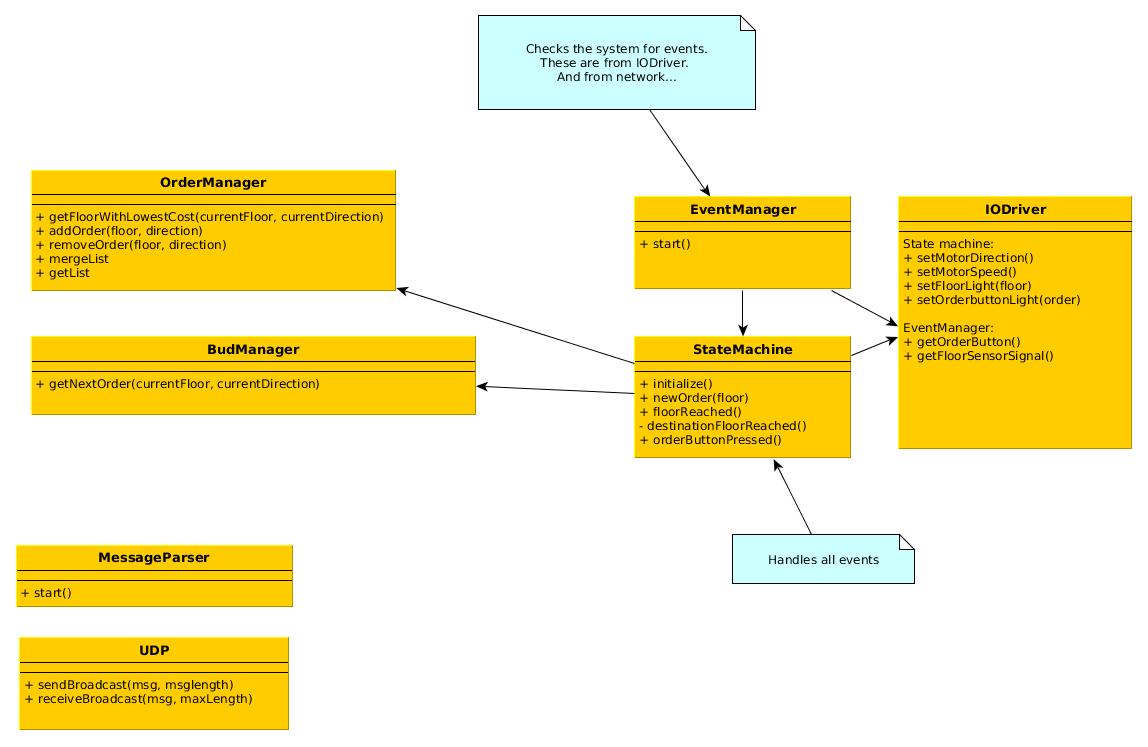 Checks the system for events.
These are from IODriver.
And from network...
OrderManager
+ getFloorWithLowestCost(currentFloor, currentDirection)
+ addOrder(floor, direction)
+ removeOrder(floor, direction)
+ mergeList
+ getList
EventManager
+ start()
IODriver
State machine:
+ setMotorDirection()
+ setMotorSpeed()
+ setFloorLight(floor)
+ setOrderbuttonLight(order)
EventManager:
+ getOrderButton()
+ getFloorSensorSignal()
BudManager
+ getNextOrder(currentFloor, currentDirection)
StateMachine
+ initialize()
+ newOrder(floor)
+ floorReached()
- destinationFloorReached()
+ orderButtonPressed()
Handles all events
MessageParser
+ start()
UDP
+ sendBroadcast(msg, msglength)
+ receiveBroadcast(msg, maxLength)